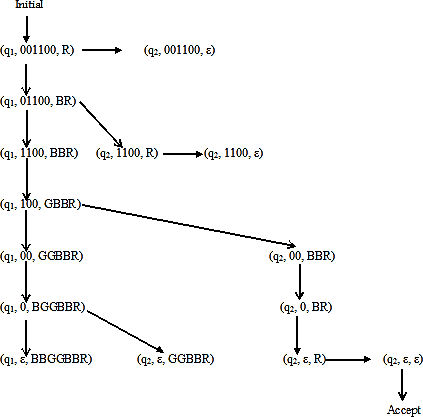 Initial
(q₁, 001100, R) (q₂, 001100, ε)
(q₁, 01100, BR)
(q₁, 1100, BBR) (q₂, 1100, R) (q₂, 1100, ε)
(q₁, 100, GBBR)
(q₁, 00, GGBBR) (q₂, 00, BBR)
(q₁, 0, BGGBBR) (q₂, 0, BR)
(q₁, ε, BBGGBBR) (q₂, ε, GGBBR) (q₂, ε, R) (q₂, ε, ε)
Accept